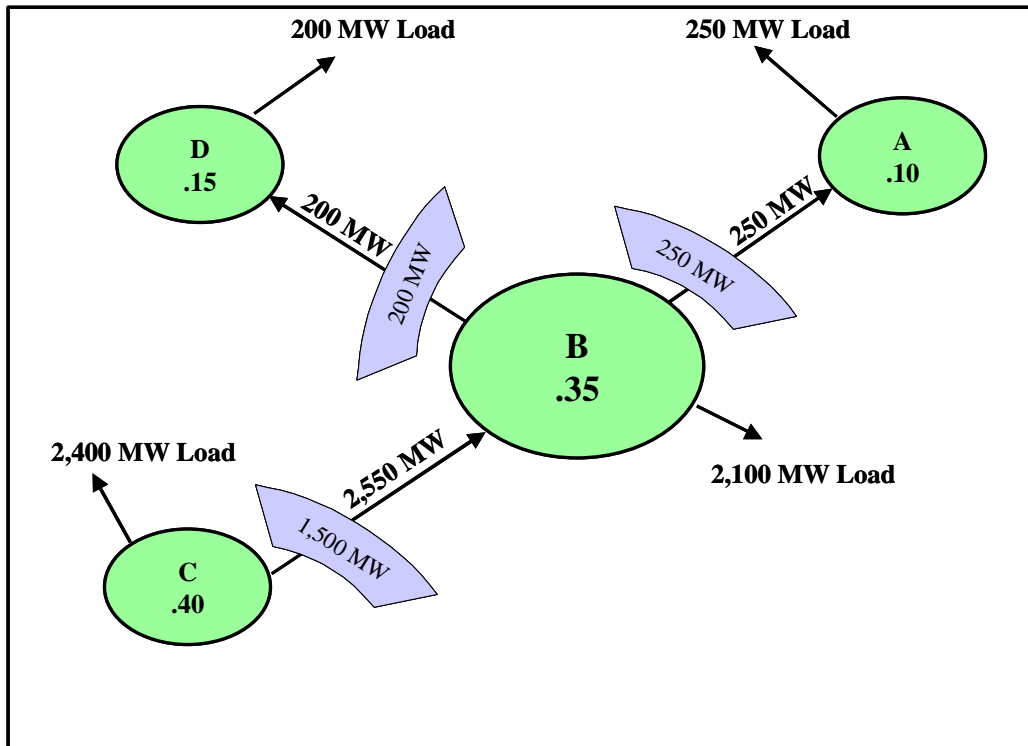 200 MW Load
250 MW Load
D
.15
A
.10
200 MW
250 MW
200 MW
250 MW
B
.35
2,400 MW Load
2,550 MW
2,100 MW Load
1,500 MW
C
.40